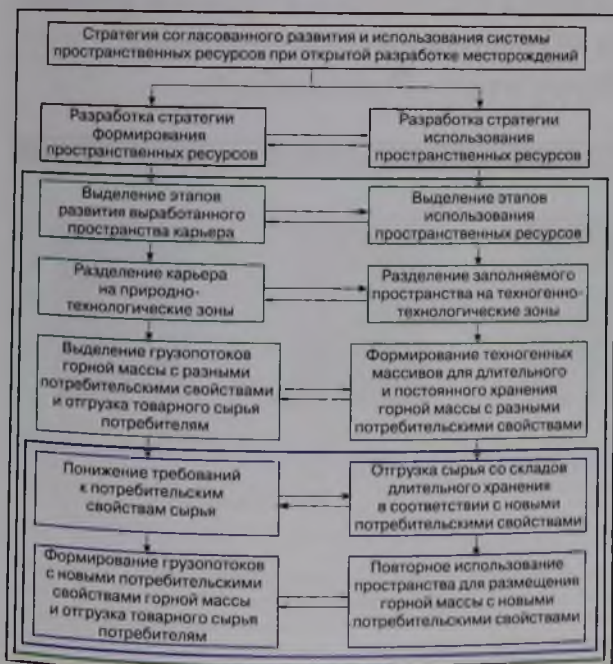 Стратегия согласованного развития и использования системы
пространственных ресурсов при открытой разработке месторождений
Разработка стратегии
формирования
пространственных ресурсов
Разработка стратегии
использования
пространственных ресурсов
Выделение этапов
развития выработанного
пространства карьера
Выделение этапов
использования
пространственных ресурсов
Разделение карьера
на природно-
технологические зоны
Разделение заполняемого
пространства на техногенно-
технологические зоны
Выделение грузопотоков
горной массы с разными
потребительскими свойствами
и отгрузка товарного сырья
потребителям
Формирование техногенных
массивов для длительного
и постоянного хранения
горной массы с разными
потребительскими свойствами
Понижение требований
к потребительским
свойствам сырья
Отгрузка сырья со складов
длительного хранения
в соответствии с новыми
потребительскими свойствами
Формирование грузопотоков
с новыми потребительскими
свойствами горной массы
и отгрузка товарного сырья
потребителям
Повторное использование
пространства для размещения
горной массы с новыми
потребительскими свойствами